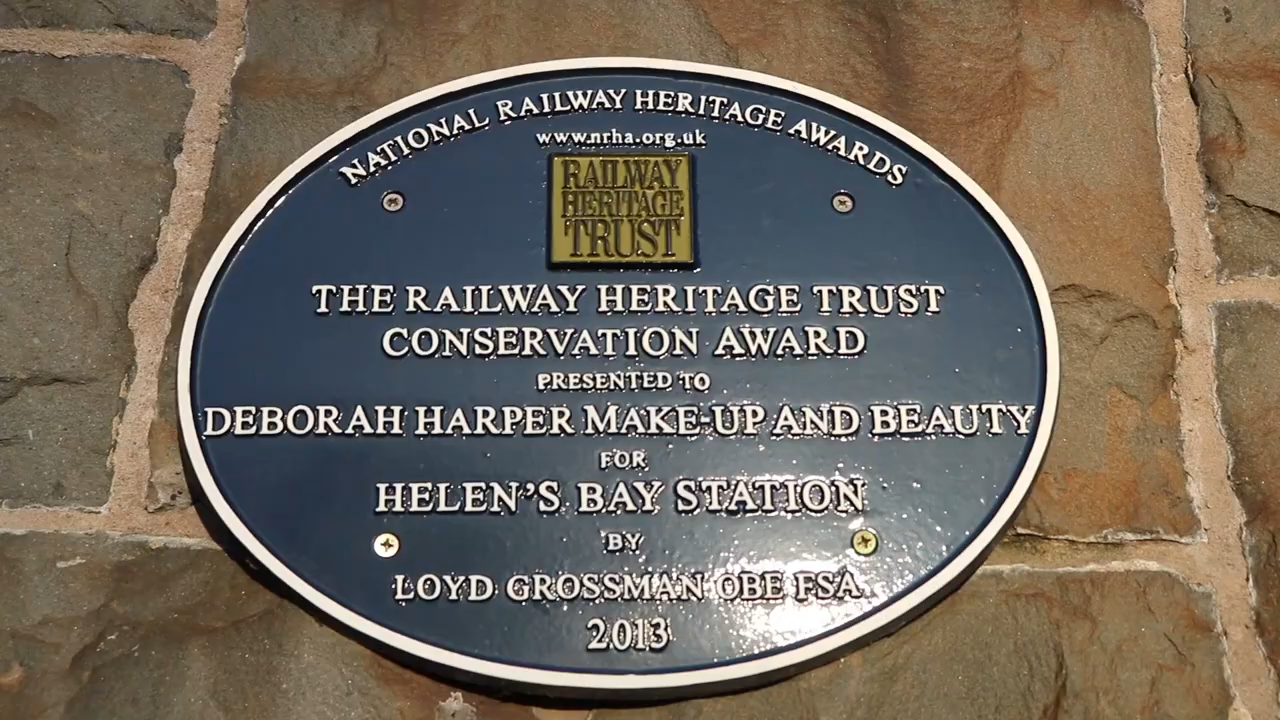 NATIONAL RAILWAY HERITAGE AWARDS
www.nrha.org.uk
RAILWAY
HERITAGE
TRUST
THE RAILWAY HERITAGE TRUST
CONSERVATION AWARD
PRESENTED TO
DEBORAH HARPER MAKE-UP AND BEAUTY
FOR
HELEN'S BAY STATION
BY
LOYD GROSSMAN OBE FSA
2013